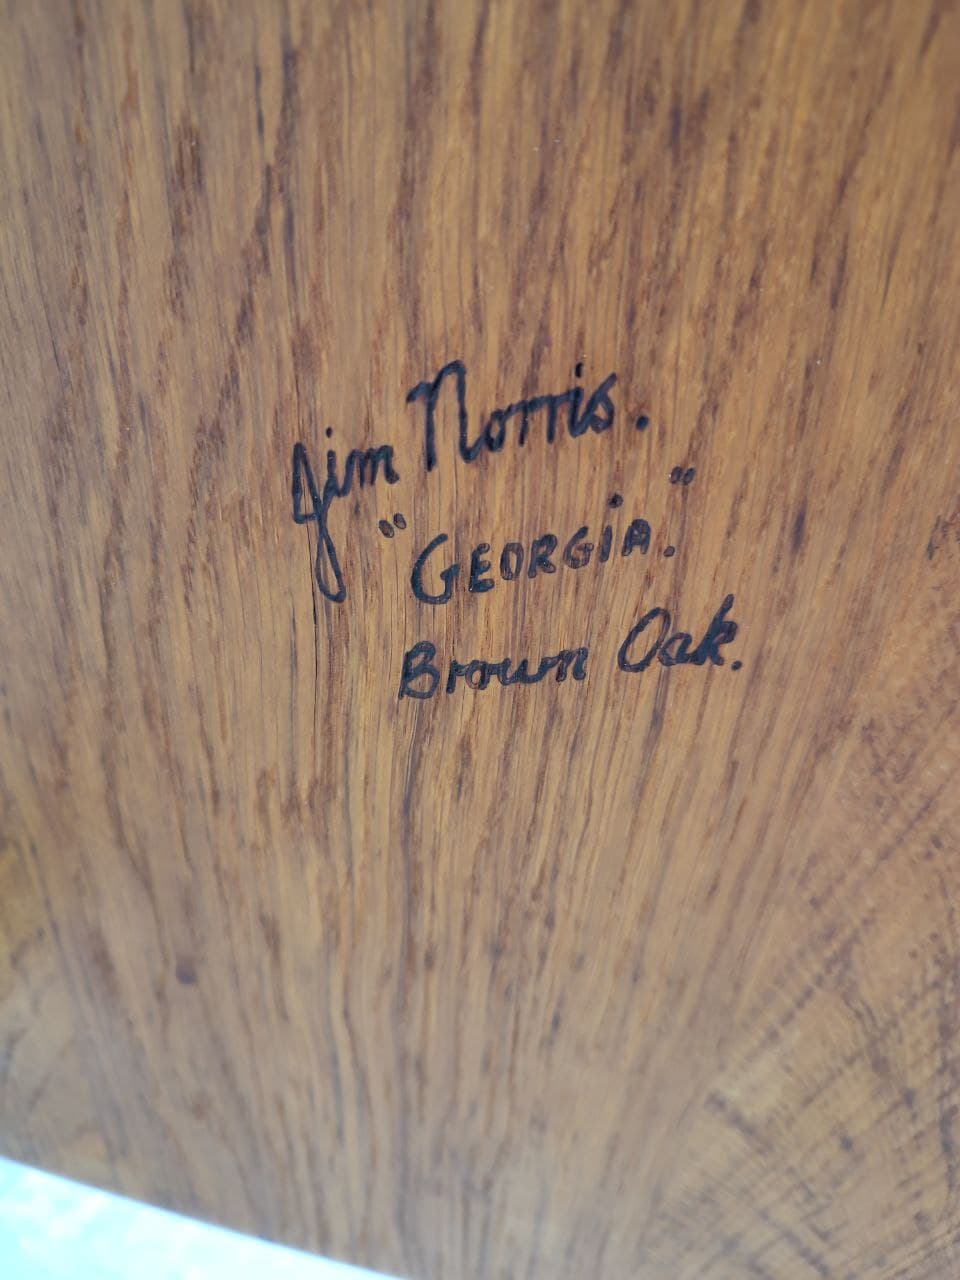 Jim Norris.
"GEORGiA."
Brown Oak.